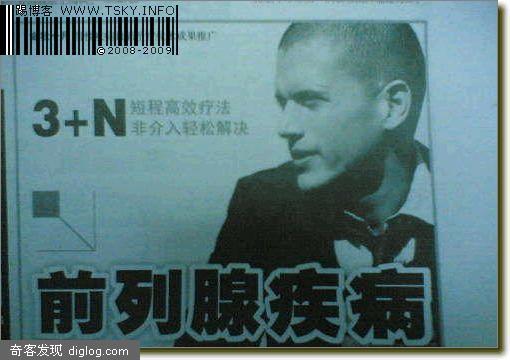 踢博客 WWW.TSKY.INFO
©2008-2009
成果推广
3+N
短程高效疗法
非介入轻松解决
前列腺疾病
奇客发现 diglog.com